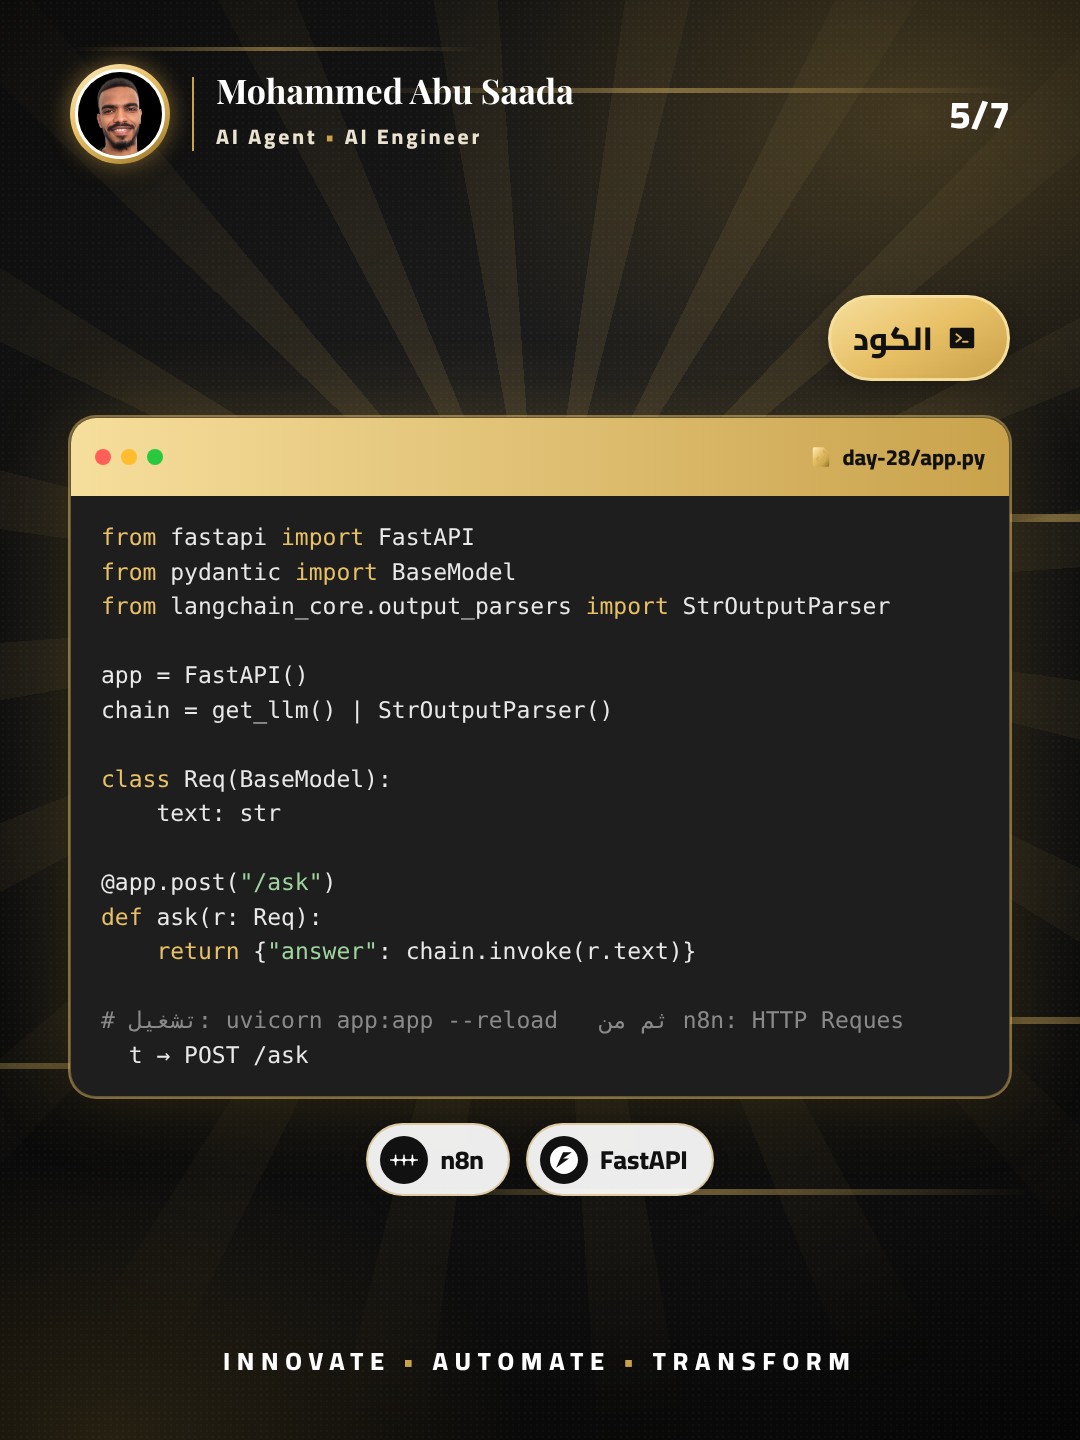 Mohammed Abu Saada
AI Agent ▪ AI Engineer
5/7
الكود
day-28/app.py
from fastapi import FastAPI
from pydantic import BaseModel
from langchain_core.output_parsers import StrOutputParser
app = FastAPI()
chain = get_llm() | StrOutputParser()
class Req(BaseModel):
    text: str
@app.post("/ask")
def ask(r: Req):
    return {"answer": chain.invoke(r.text)}
# تشغيل: uvicorn app:app --reload   ثم من n8n: HTTP Reques
  t → POST /ask
n8n
FastAPI
INNOVATE ▪ AUTOMATE ▪ TRANSFORM